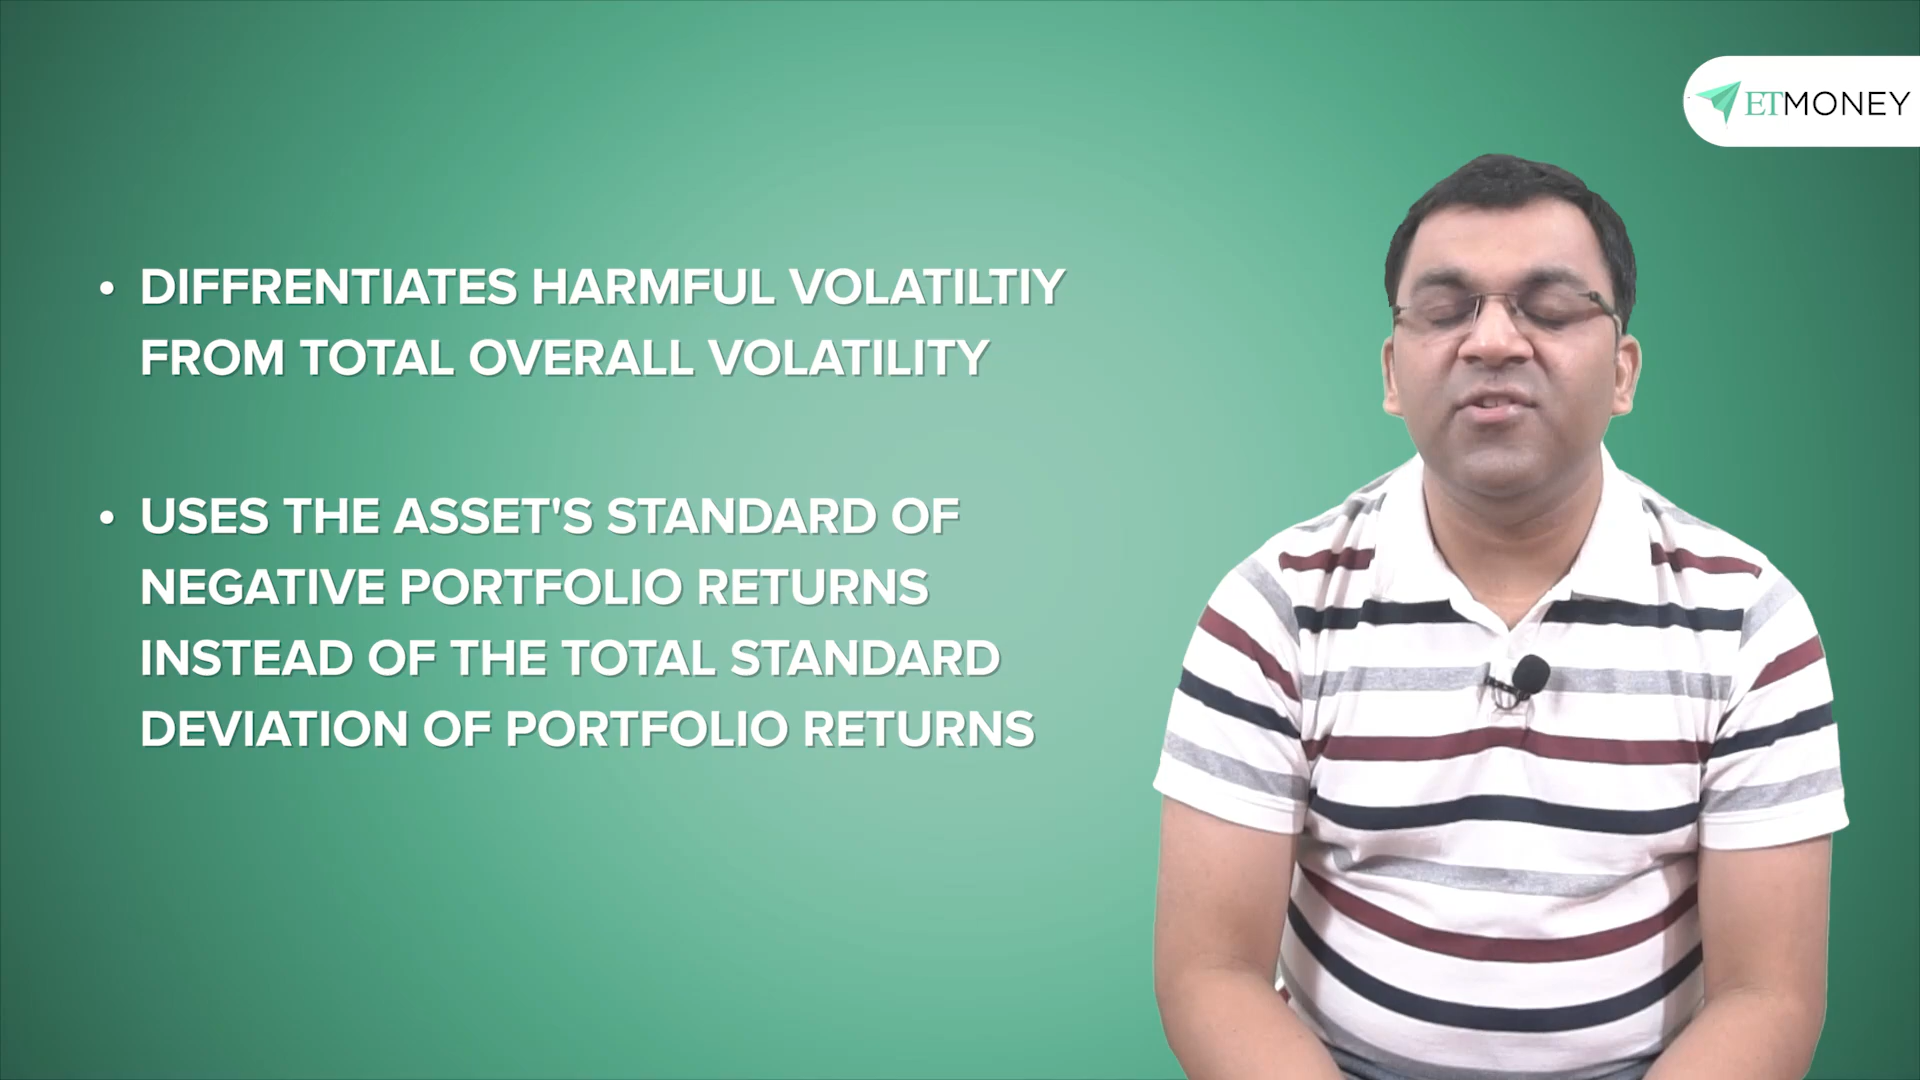 ETMONEY
• DIFFRENTIATES HARMFUL VOLATILTIY
FROM TOTAL OVERALL VOLATILITY
• USES THE ASSET'S STANDARD OF
NEGATIVE PORTFOLIO RETURNS
INSTEAD OF THE TOTAL STANDARD
DEVIATION OF PORTFOLIO RETURNS